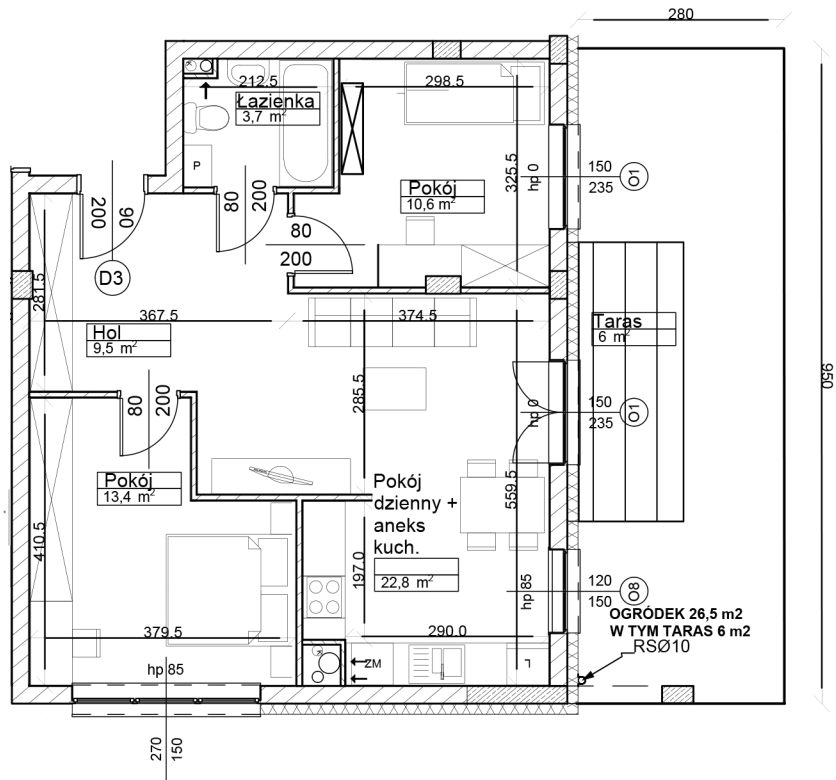 280
212.5
298.5
Łazienka
3,7 m²
P
325.5
hp 0
150
235
O1
Pokój
10,6 m²
90
200
80
200
80
200
D3
281.5
367.5
374.5
Hol
9,5 m²
Taras
6 m²
950
285.5
80
200
hp 0
150
235
O1
Pokój
13,4 m²
Pokój
dzienny +
aneks
kuch.
22,8 m²
559.5
410.5
197.0
hp 85
120
150
O8
OGRÓDEK 26,5 m2
W TYM TARAS 6 m2
RSØ10
379.5
290.0
hp 85
ZM
270
150